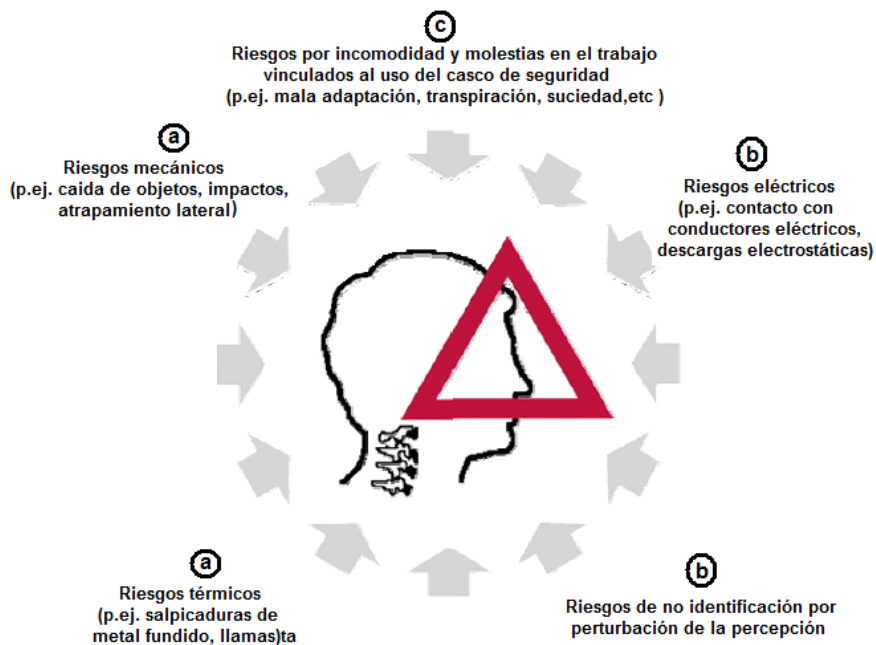 c
Riesgos por incomodidad y molestias en el trabajo
vinculados al uso del casco de seguridad
(p.ej. mala adaptación, transpiración, suciedad,etc )
a
Riesgos mecánicos
(p.ej. caida de objetos, impactos,
atrapamiento lateral)
b
Riesgos eléctricos
(p.ej. contacto con
conductores eléctricos,
descargas electrostáticas)
a
Riesgos térmicos
(p.ej. salpicaduras de
metal fundido, llamas)ta
b
Riesgos de no identificación por
perturbación de la percepción